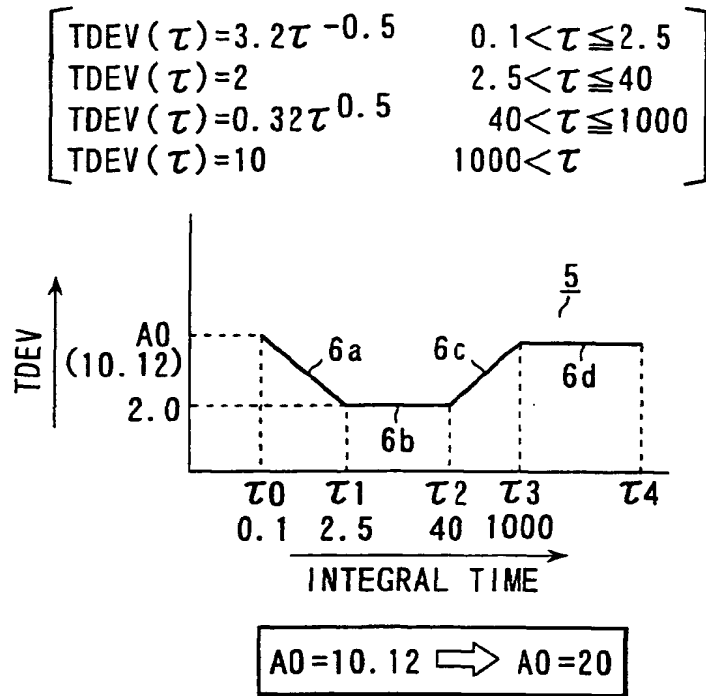 TDEV(τ)=3.2τ^-0.5 0.1<τ≦2.5
TDEV(τ)=2 2.5<τ≦40
TDEV(τ)=0.32τ^0.5 40<τ≦1000
TDEV(τ)=10 1000<τ
5
TDEV
A0
(10.12)
2.0
6a
6b
6c
6d
τ0 τ1 τ2 τ3 τ4
0.1 2.5 40 1000
INTEGRAL TIME
A0=10.12 ⇨ A0=20